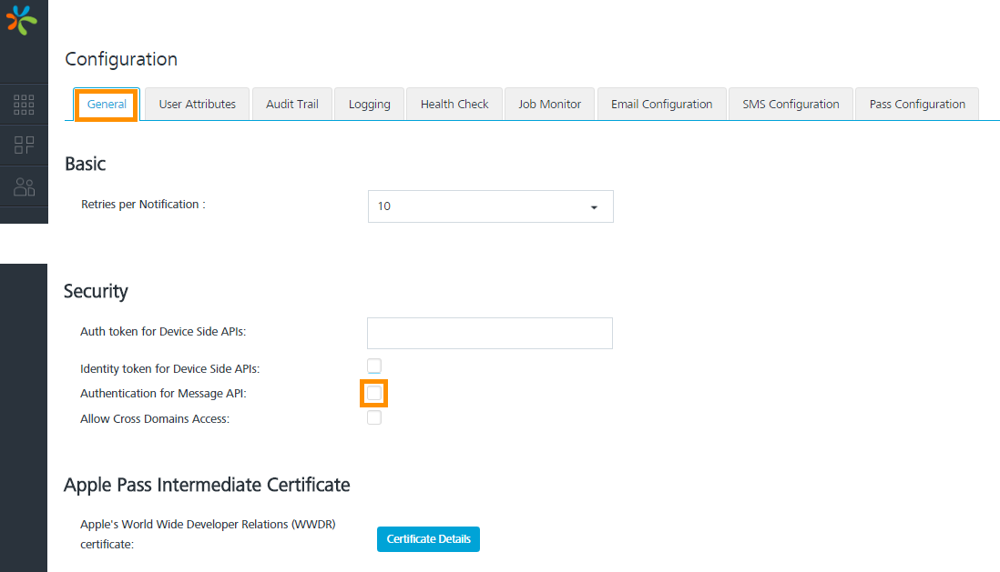 Configuration
General User Attributes Audit Trail Logging Health Check Job Monitor Email Configuration SMS Configuration Pass Configuration
Basic
Retries per Notification : 10
Security
Auth token for Device Side APIs:
Identity token for Device Side APIs:
Authentication for Message API:
Allow Cross Domains Access:
Apple Pass Intermediate Certificate
Apple's World Wide Developer Relations (WWDR)
certificate:
Certificate Details